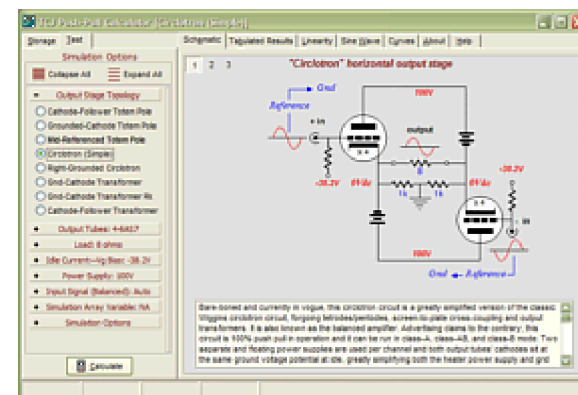 TCJ Push-Pull Calculator [Circlotron (Simple)]
Storage Test
Schematic Tabulated Results Linearity Sine Wave Curves About Help
Simulation Options
Collapse All Expand All
Output Stage Topology
Cathode-Follower Totem Pole
Grounded-Cathode Totem Pole
Mid-Referenced Totem Pole
Circlotron (Simple)
Right-Grounded Circlotron
Gnd-Cathode Transformer
Gnd-Cathode Transformer Rs
Cathode-Follower Transformer
Output Tubes: 4-6AS7
Load: 8 ohms
Idle Current--Vg Bias: -38.2V
Power Supply: 100V
Input Signal (Balanced): Auto
Simulation Array Variable: NA
Simulation Options
Calculate
1 2 3
"Circlotron" horizontal output stage
Gnd
Reference
100V
+ in
output
x 4
-38.2V
8
-38.2V
0Vdc
1k
1k
0Vdc
x 4
- in
100V
Gnd
Reference
Bare-boned and currently in vogue, this circlotron circuit is a greatly simplified version of the classic
Wiggins circlotron circuit, forgoing tetrodes/pentodes, screen-to-plate cross-coupling and output
transformers. It is also known as the balanced amplifier. Advertising claims to the contrary, this
circuit is 100% push pull in operation and it can be run in class-A, class-AB, and class-B mode. Two
separate and floating power supplies are used per channel and both output tubes' cathodes sit at
the same ground voltage potential at idle, greatly simplifying both the heater power supply and grid